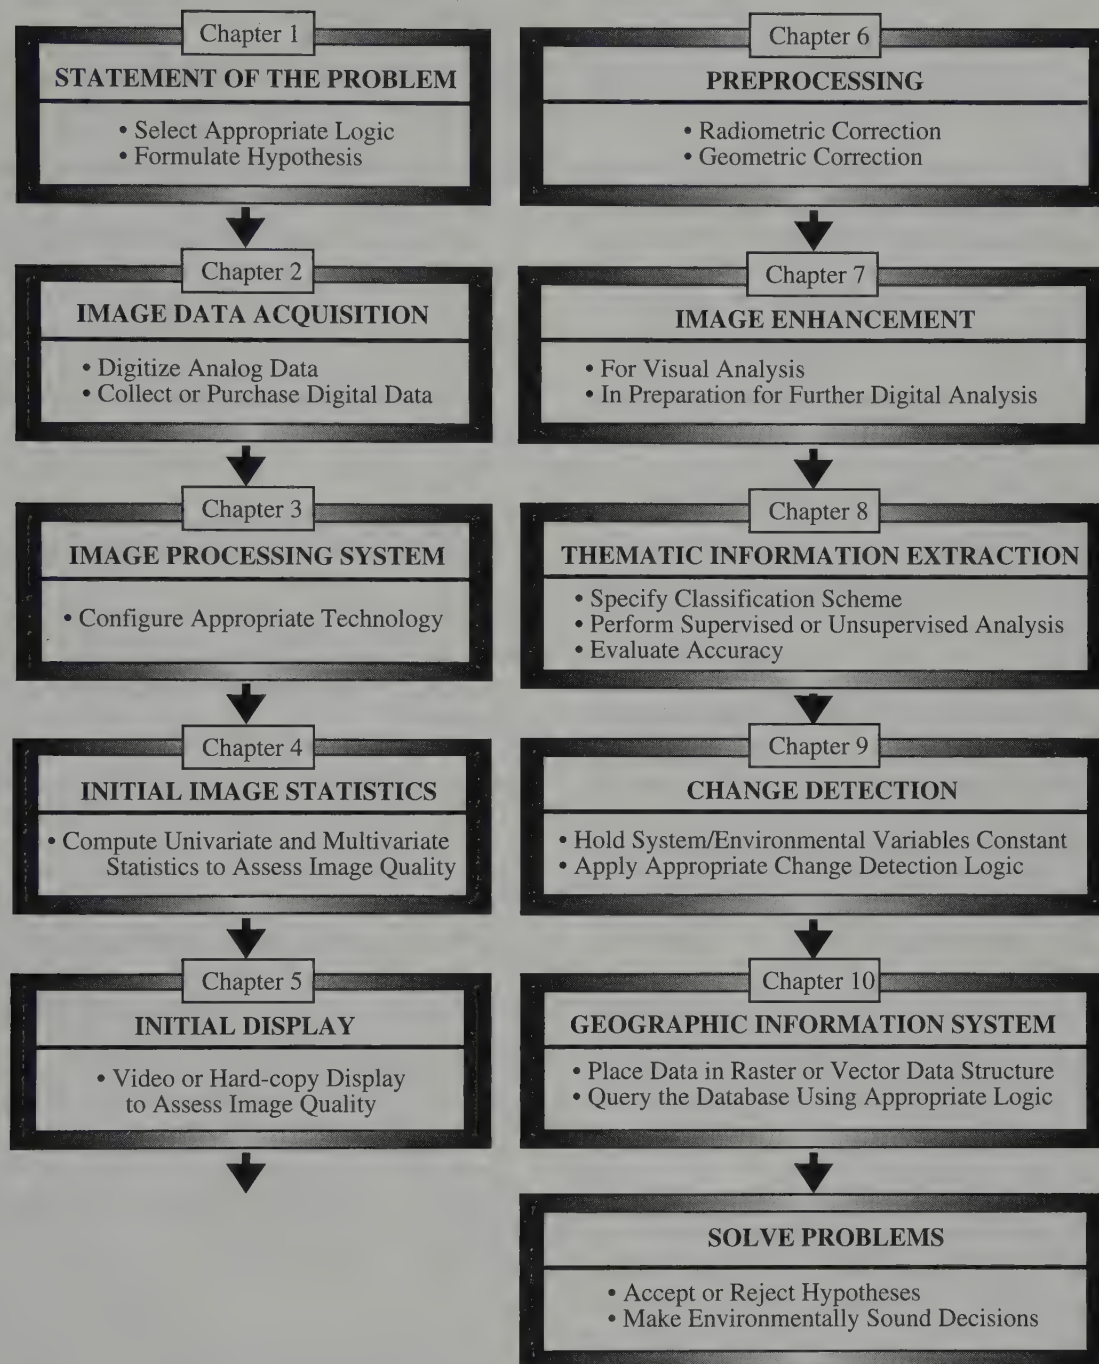 Chapter 1
STATEMENT OF THE PROBLEM
• Select Appropriate Logic
• Formulate Hypothesis
Chapter 2
IMAGE DATA ACQUISITION
• Digitize Analog Data
• Collect or Purchase Digital Data
Chapter 3
IMAGE PROCESSING SYSTEM
• Configure Appropriate Technology
Chapter 4
INITIAL IMAGE STATISTICS
• Compute Univariate and Multivariate
Statistics to Assess Image Quality
Chapter 5
INITIAL DISPLAY
• Video or Hard-copy Display
to Assess Image Quality
Chapter 6
PREPROCESSING
• Radiometric Correction
• Geometric Correction
Chapter 7
IMAGE ENHANCEMENT
• For Visual Analysis
• In Preparation for Further Digital Analysis
Chapter 8
THEMATIC INFORMATION EXTRACTION
• Specify Classification Scheme
• Perform Supervised or Unsupervised Analysis
• Evaluate Accuracy
Chapter 9
CHANGE DETECTION
• Hold System/Environmental Variables Constant
• Apply Appropriate Change Detection Logic
Chapter 10
GEOGRAPHIC INFORMATION SYSTEM
• Place Data in Raster or Vector Data Structure
• Query the Database Using Appropriate Logic
SOLVE PROBLEMS
• Accept or Reject Hypotheses
• Make Environmentally Sound Decisions